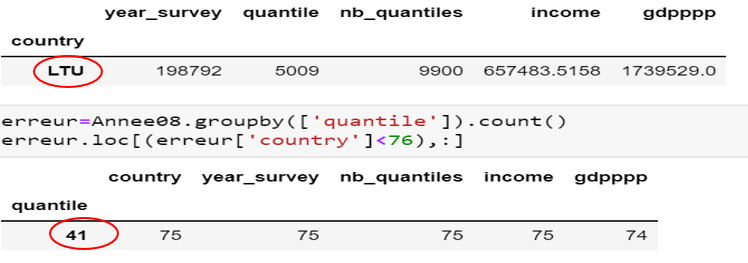 year_survey quantile nb_quantiles income gdpppp
country
LTU 198792 5009 9900 657483.5158 1739529.0
erreur=Annee08.groupby(['quantile']).count()
erreur.loc[(erreur['country']<76),:]
country year_survey nb_quantiles income gdpppp
quantile
41 75 75 75 75 74